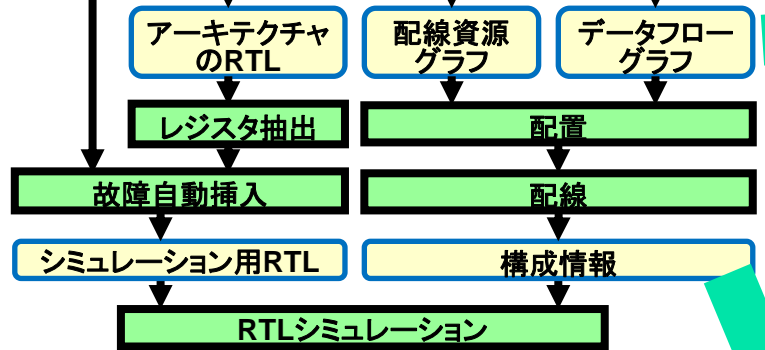 アーキテクチャ
のRTL
配線資源
グラフ
データフロー
グラフ
レジスタ抽出
配置
故障自動挿入
配線
シミュレーション用RTL
構成情報
RTLシミュレーション